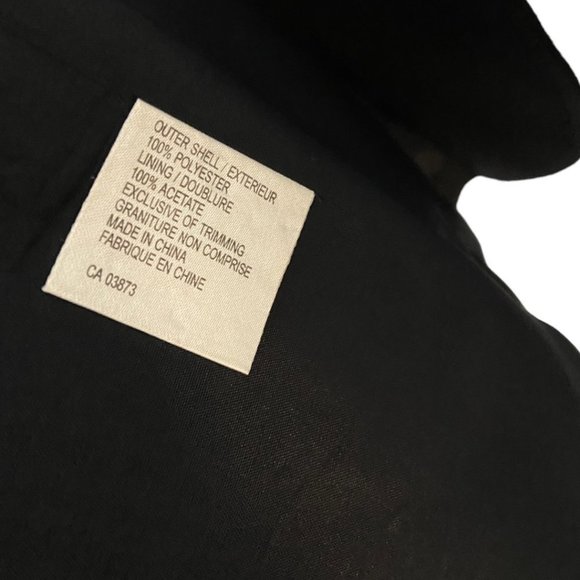 OUTER SHELL / EXTERIEUR
100% POLYESTER
LINING / DOUBLURE
100% ACETATE
EXCLUSIVE OF TRIMMING
GRANITURE NON COMPRISE
MADE IN CHINA
FABRIQUE EN CHINE
CA 03873